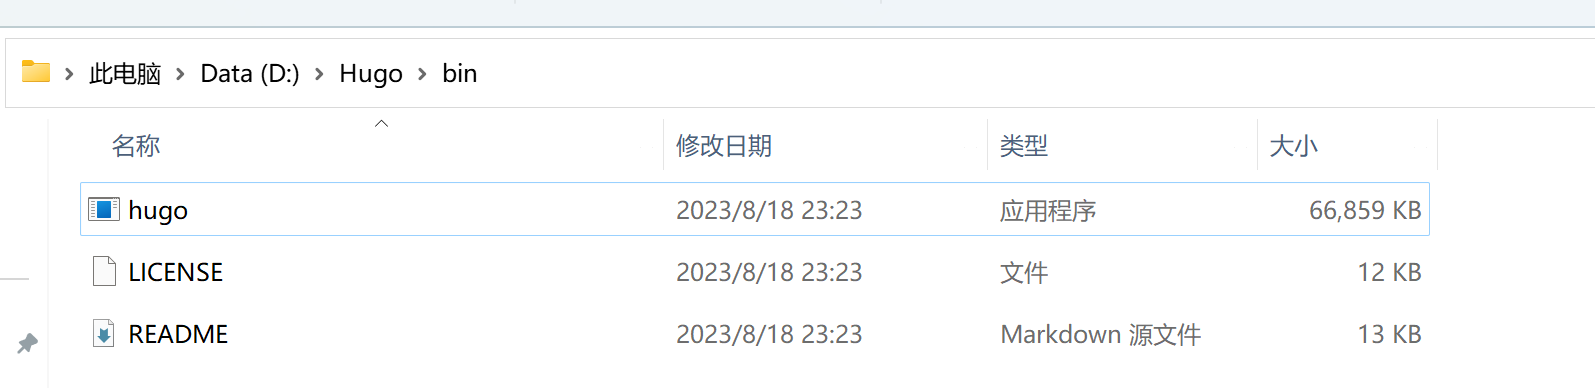 此电脑 > Data (D:) > Hugo > bin
名称 修改日期 类型 大小
hugo 2023/8/18 23:23 应用程序 66,859 KB
LICENSE 2023/8/18 23:23 文件 12 KB
README 2023/8/18 23:23 Markdown 源文件 13 KB